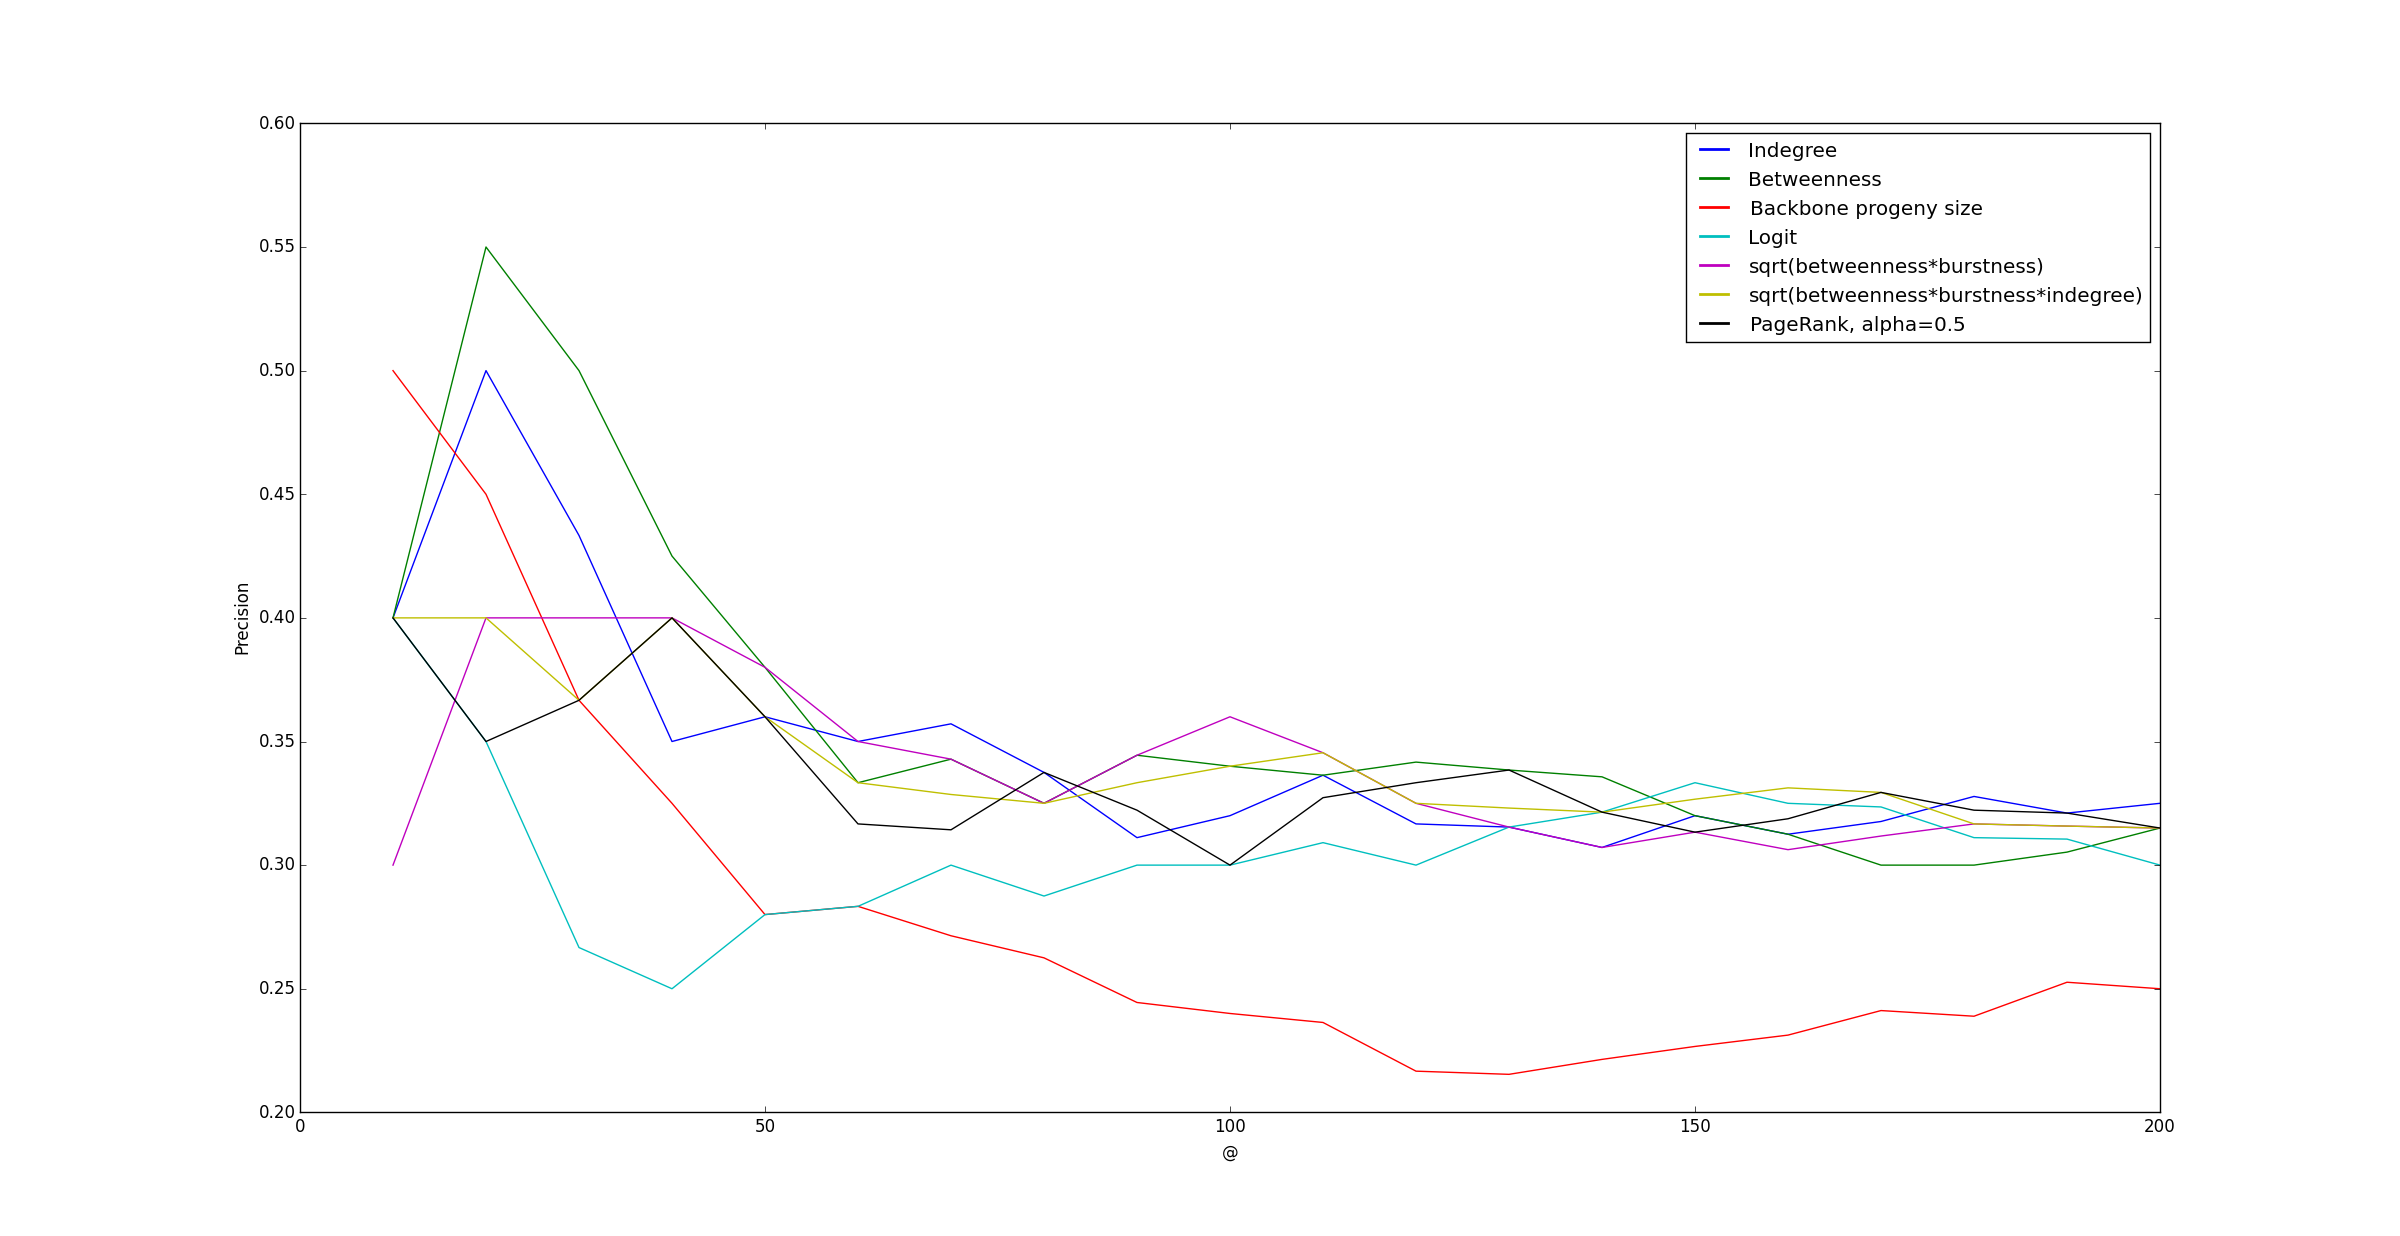 0.60
0.55
0.50
0.45
0.40
0.35
0.30
0.25
0.20
Precision
0
50
100
150
200
@
Indegree
Betweenness
Backbone progeny size
Logit
sqrt(betweenness*burstness)
sqrt(betweenness*burstness*indegree)
PageRank, alpha=0.5